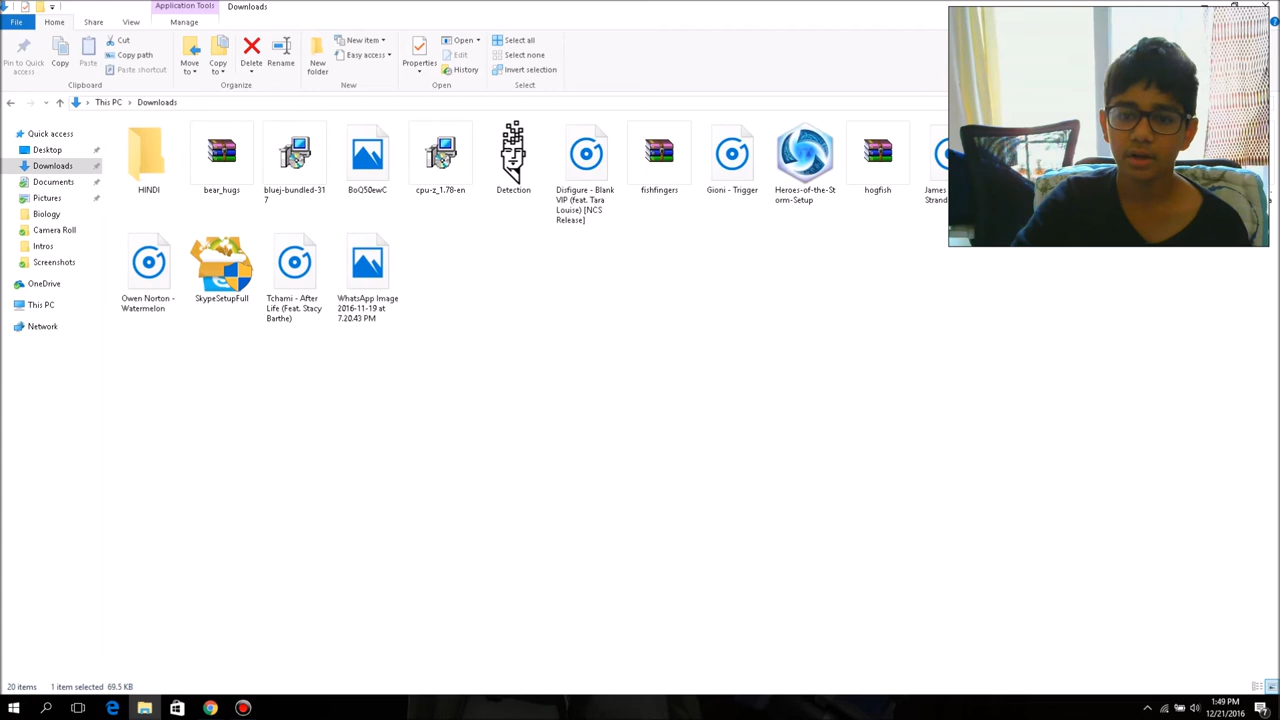 Application Tools
Downloads
File
Home
Share
View
Manage
Pin to Quick access
Copy
Paste
Cut
Copy path
Paste shortcut
Clipboard
Move to
Copy to
Delete
Rename
Organize
New folder
New item
Easy access
New
Properties
Open
Edit
History
Open
Select all
Select none
Invert selection
Select
This PC
Downloads
Quick access
Desktop
Downloads
Documents
Pictures
Biology
Camera Roll
Intros
Screenshots
OneDrive
This PC
Network
HINDI
bear_hugs
bluej-bundled-31
7
BoQ50ewC
cpu-z_1.78-en
Detection
Disfigure - Blank
VIP (feat. Tara
Louise) [NCS
Release]
fishfingers
Gioni - Trigger
Heroes-of-the-St
orm-Setup
hogfish
James
Strand
Owen Norton -
Watermelon
SkypeSetupFull
Tchami - After
Life (Feat. Stacy
Barthe)
WhatsApp Image
2016-11-19 at
7.20.43 PM
20 items
1 item selected 69.5 KB
1:49 PM
12/21/2016